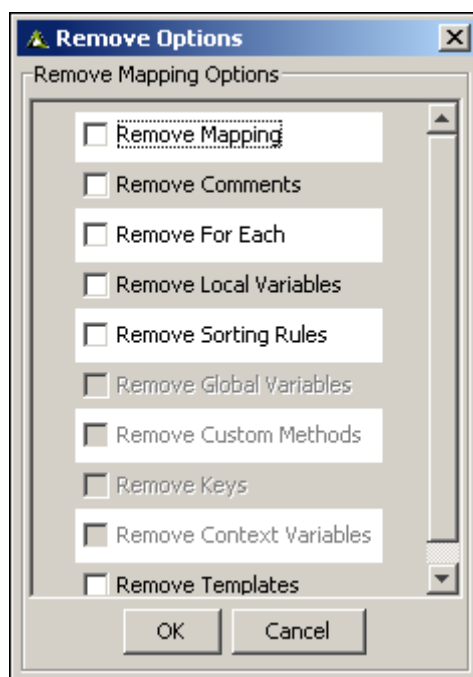 Remove Options
Remove Mapping Options
Remove Mapping
Remove Comments
Remove For Each
Remove Local Variables
Remove Sorting Rules
Remove Global Variables
Remove Custom Methods
Remove Keys
Remove Context Variables
Remove Templates
OK Cancel